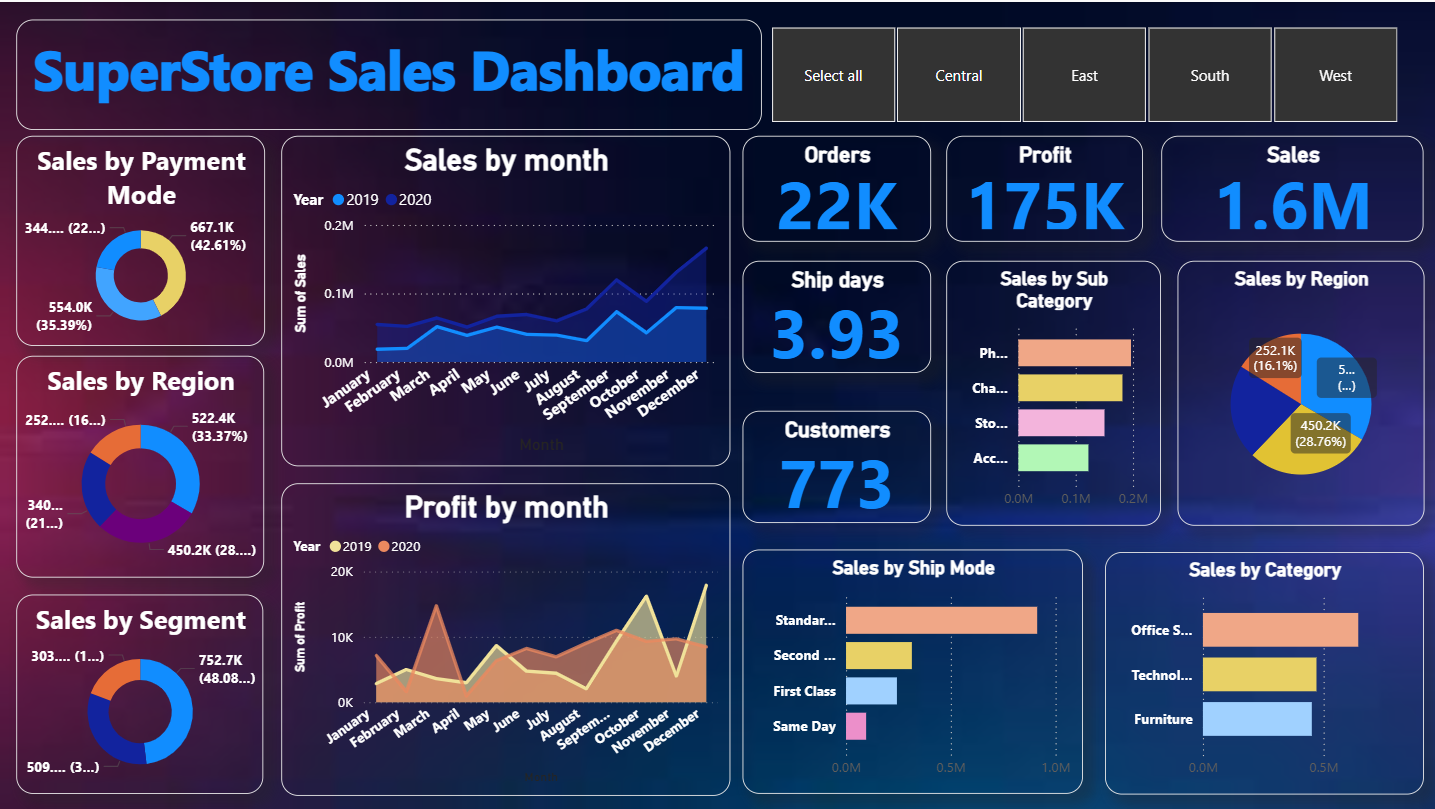 SuperStore Sales Dashboard
Select all
Central
East
South
West
Sales by Payment
Mode
344.... (22...)
667.1K
(42.61%)
554.0K
(35.39%)
Sales by month
Year 2019 2020
Sum of Sales
0.2M
0.1M
0.0M
January
February
March
April
May
June
July
August
September
October
November
December
Month
Orders
22K
Profit
175K
Sales
1.6M
Ship days
3.93
Customers
773
Sales by Sub
Category
Ph...
Cha...
Sto...
Acc...
0.0M
0.1M
0.2M
Sales by Region
252.1K
(16.1%)
5...
(...)
450.2K
(28.76%)
Sales by Region
252.... (16...)
522.4K
(33.37%)
340...
(21...)
450.2K (28....)
Profit by month
Year 2019 2020
Sum of Profit
20K
10K
0K
January
February
March
April
May
June
July
August
Septem...
October
November
December
Sales by Segment
303.... (1...)
752.7K
(48.08...)
509.... (3...)
Sales by Ship Mode
Standar...
Second ...
First Class
Same Day
0.0M
0.5M
1.0M
Sales by Category
Office S...
Technol...
Furniture
0.0M
0.5M